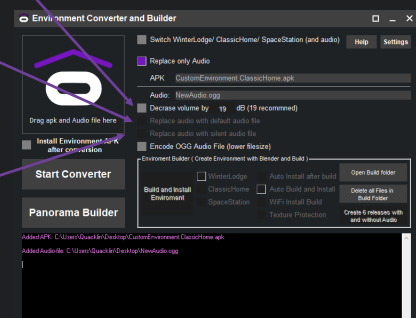 Environment Converter and Builder
Switch WinterLodge/ ClassicHome/ SpaceStation (and audio)
Help
Settings
Replace only Audio
APK
CustomEnvironment.ClassicHome.apk
Audio:
NewAudio.ogg
Drag apk and Audio file here
Decrase volume by 19 dB (19 recommned)
Replace audio with default audio file
Replace audio with silent audio file
Install Environment APK
after conversion
Encode OGG Audio File (lower filesize)
Start Converter
Panorama Builder
Enviroment Builder ( Create Environment with Blender and Build )
Build and Install
Enviroment
WinterLodge
ClassicHome
SpaceStation
Auto Install after build
Auto Build and Install
WiFi Install Build
Texture Protection
Open Build folder
Delete all Files in
Build Folder
Create 6 releases with
and without Audio
Added APK: C:\Users\Quacklin\Desktop\CustomEnvironment.ClassicHome.apk
Added Audiofile: C:\Users\Quacklin\Desktop\NewAudio.ogg